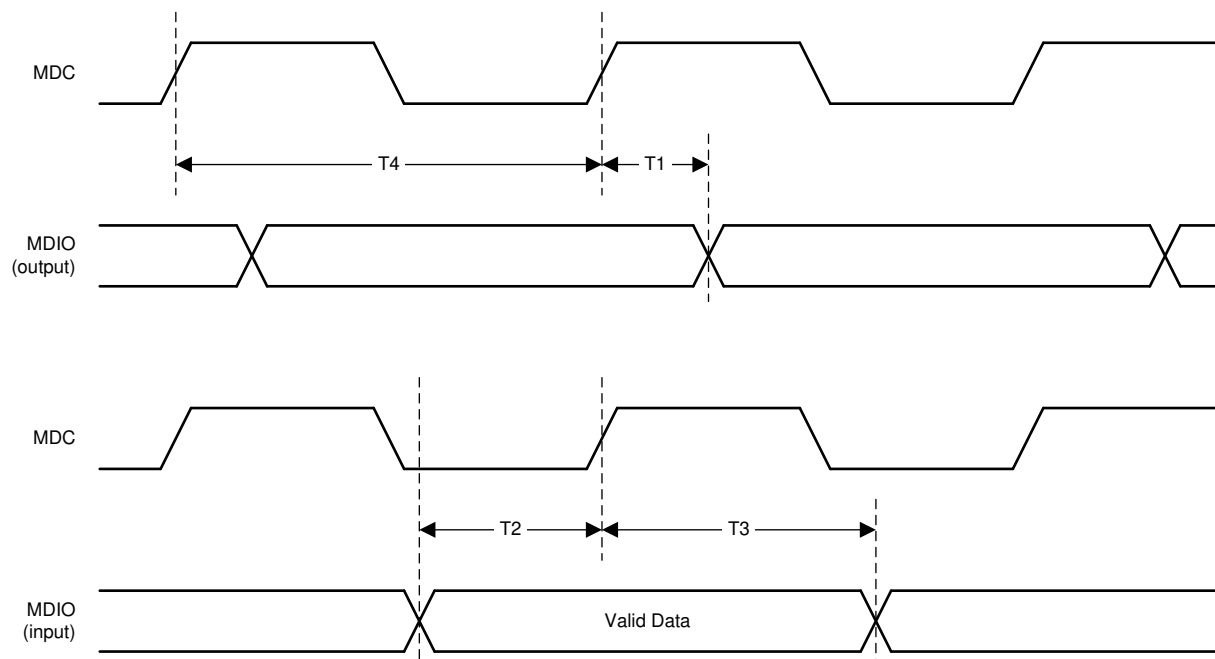 MDC
T4
T1
MDIO
(output)
MDC
T2
T3
MDIO
(input)
Valid Data